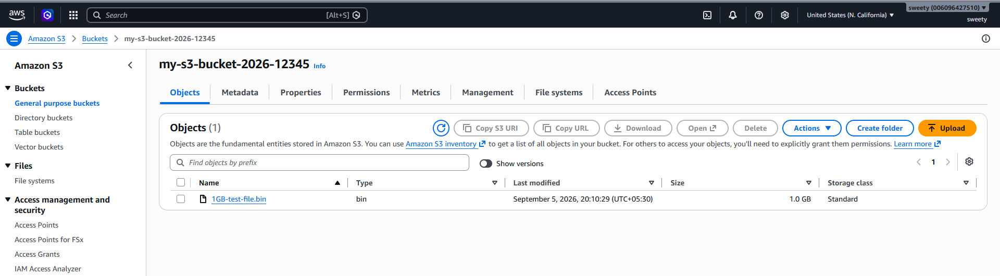 aws
Search [Alt+S]
United States (N. California)
sweety (006096427510)
sweety
Amazon S3 > Buckets > my-s3-bucket-2026-12345
Amazon S3
Buckets
General purpose buckets
Directory buckets
Table buckets
Vector buckets
Files
File systems
Access management and
security
Access Points
Access Points for FSx
Access Grants
IAM Access Analyzer
my-s3-bucket-2026-12345 Info
Objects Metadata Properties Permissions Metrics Management File systems Access Points
Objects (1)
Copy S3 URI Copy URL Download Open Delete Actions Create folder Upload
Objects are the fundamental entities stored in Amazon S3. You can use Amazon S3 inventory to get a list of all objects in your bucket. For others to access your objects, you'll need to explicitly grant them permissions. Learn more
Find objects by prefix Show versions 1
Name Type Last modified Size Storage class
1GB-test-file.bin bin September 5, 2026, 20:10:29 (UTC+05:30) 1.0 GB Standard